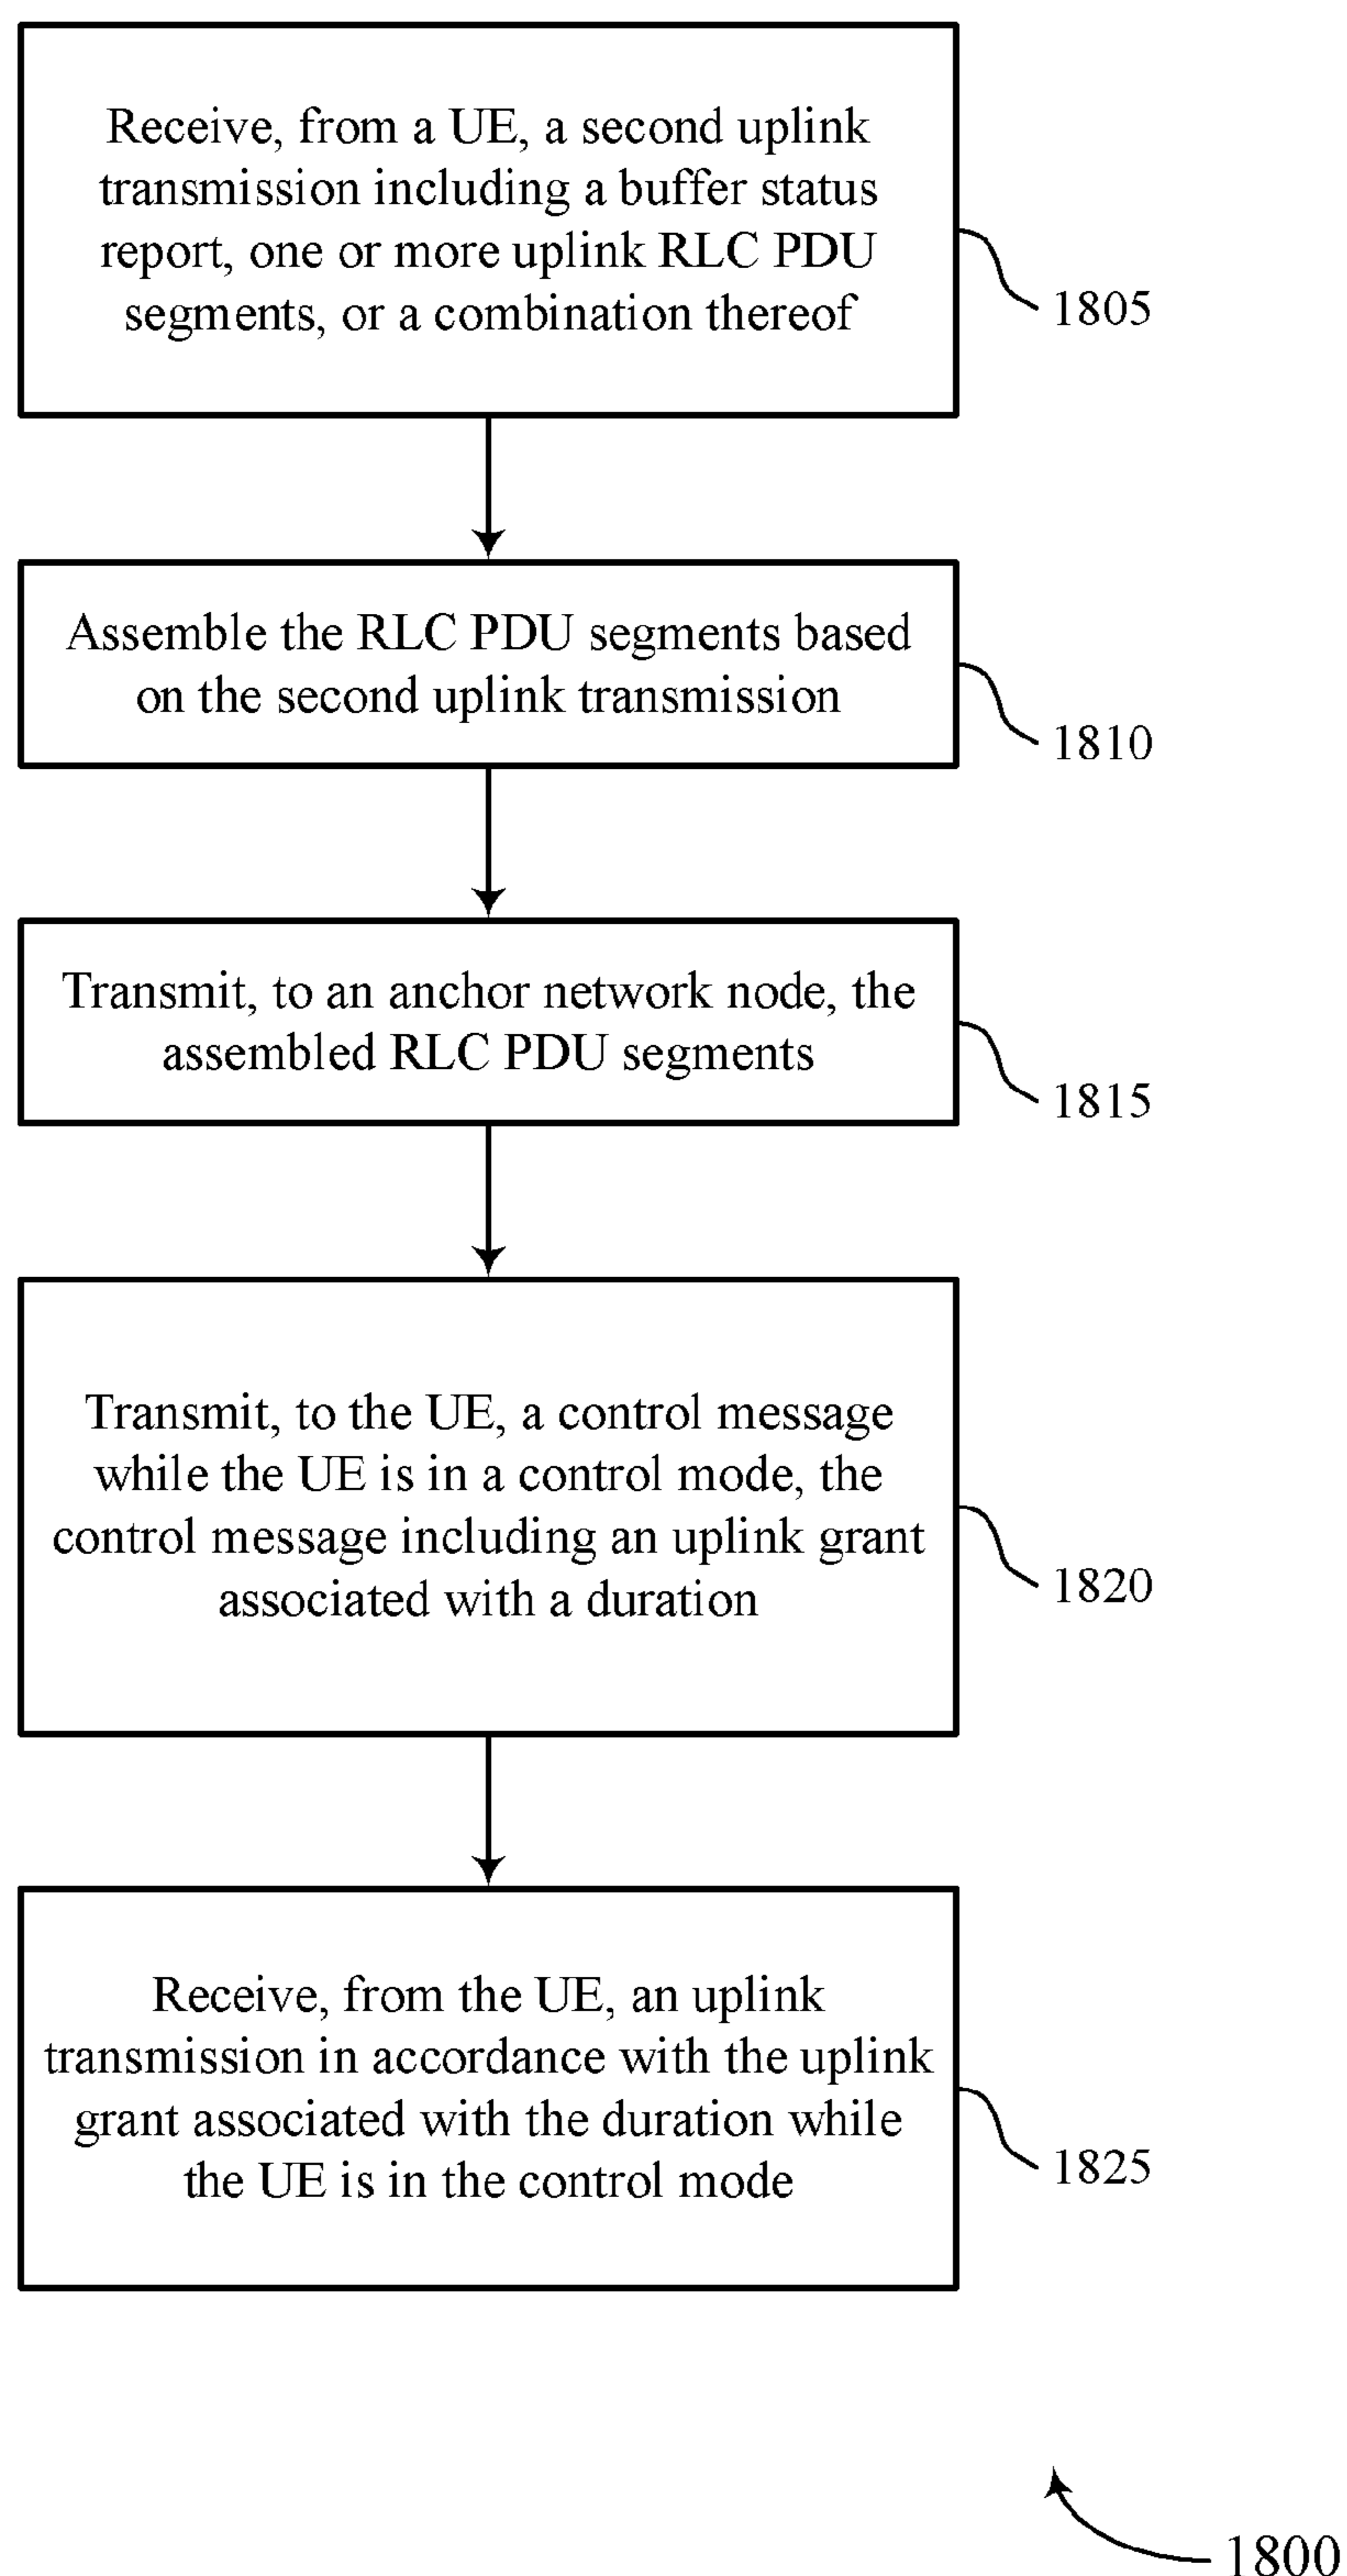 Receive, from a UE, a second uplink
transmission including a buffer status
report, one or more uplink RLC PDU
segments, or a combination thereof
1805
Assemble the RLC PDU segments based
on the second uplink transmission
1810
Transmit, to an anchor network node, the
assembled RLC PDU segments
1815
Transmit, to the UE, a control message
while the UE is in a control mode, the
control message including an uplink grant
associated with a duration
1820
Receive, from the UE, an uplink
transmission in accordance with the uplink
grant associated with the duration while
the UE is in the control mode
1825
1800